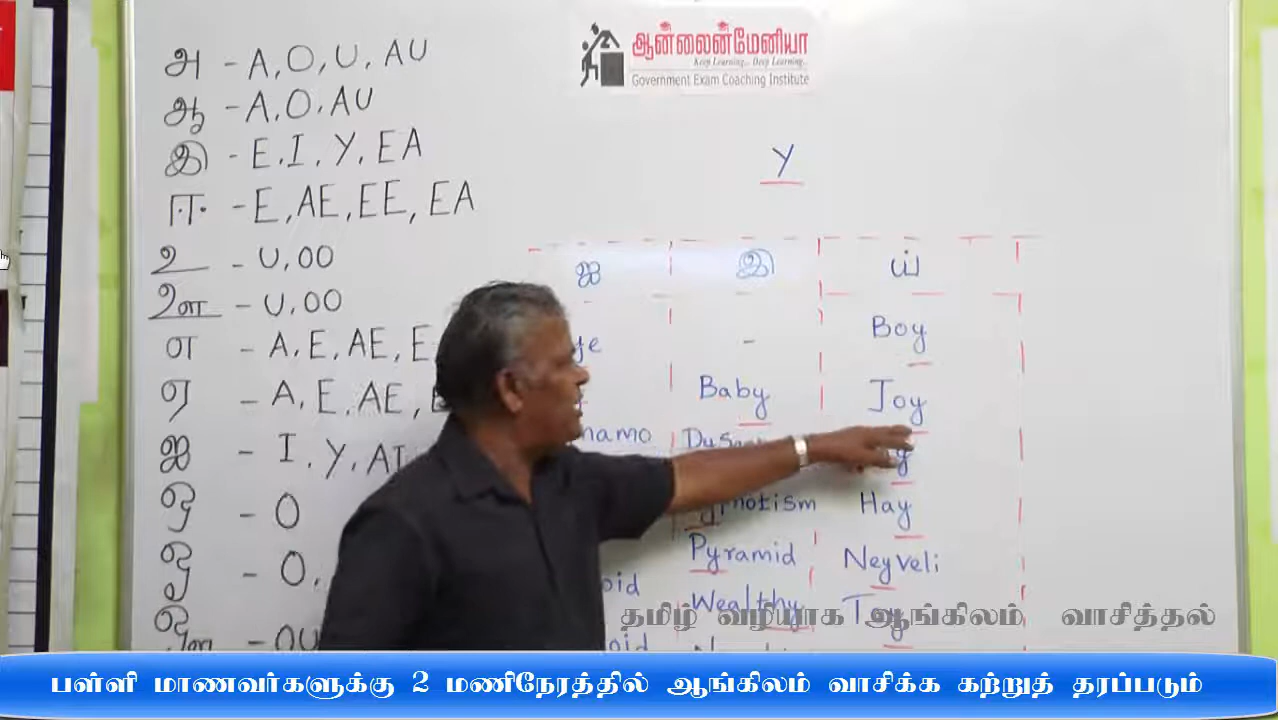 ஆன்லைன்மேனியா
Keep Learning... Deep Learning...
Government Exam Coaching Institute
அ - A, O, U, AU
ஆ - A, O, AU
இ - E, I, Y, EA
ஈ - E, AE, EE, EA
உ - U, OO
ஊ - U, OO
எ - A, E, AE, E
ஏ - A, E, AE,
ஐ - I, Y, AI
ஒ - O
ஓ - O,
ஔ - OU
Y
ஐ இ ய்
- Boy
Baby Joy
Hay
Pyramid Neyveli
Wealthy Toy
தமிழ் வழியாக ஆங்கிலம் வாசித்தல்
பள்ளி மாணவர்களுக்கு 2 மணிநேரத்தில் ஆங்கிலம் வாசிக்க கற்றுத் தரப்படும்